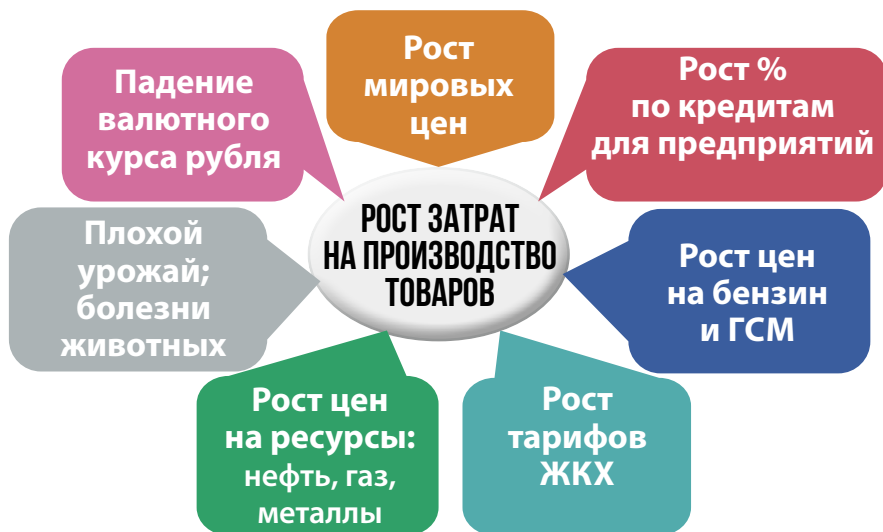 Рост
мировых
цен
Падение
валютного
курса рубля
Рост %
по кредитам
для предприятий
РОСТ ЗАТРАТ
НА ПРОИЗВОДСТВО
ТОВАРОВ
Плохой
урожай;
болезни
животных
Рост цен
на бензин
и ГСМ
Рост цен
на ресурсы:
нефть, газ,
металлы
Рост
тарифов
ЖКХ